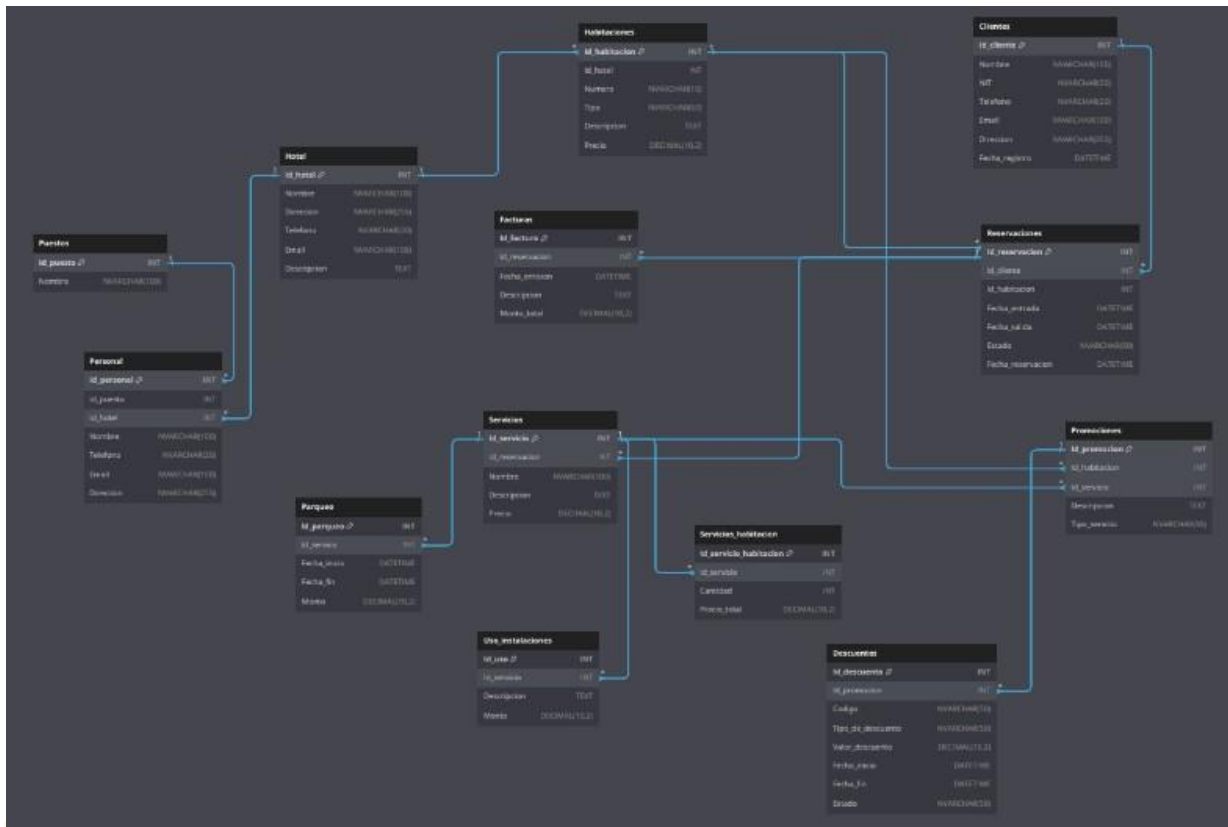 Habitaciones
Id_habitacion INT
Id_hotel INT
Numero NVARCHAR(10)
Tipo NVARCHAR(50)
Descripcion TEXT
Precio DECIMAL(10,2)
Clientes
Id_cliente INT
Nombre NVARCHAR(100)
NIT NVARCHAR(20)
Telefono NVARCHAR(20)
Email NVARCHAR(100)
Direccion NVARCHAR(255)
Fecha_registro DATETIME
Hotel
Id_hotel INT
Nombre NVARCHAR(100)
Direccion NVARCHAR(255)
Telefono NVARCHAR(20)
Email NVARCHAR(100)
Descripcion TEXT
Facturas
Id_factura INT
Id_reservacion INT
Fecha_emision DATETIME
Descripcion TEXT
Monto_total DECIMAL(10,2)
Reservaciones
Id_reservacion INT
Id_cliente INT
Id_habitacion INT
Fecha_entrada DATETIME
Fecha_salida DATETIME
Estado NVARCHAR(50)
Fecha_reservacion DATETIME
Puestos
Id_puesto INT
Nombre NVARCHAR(100)
Personal
Id_personal INT
Id_puesto INT
Id_hotel INT
Nombre NVARCHAR(100)
Telefono NVARCHAR(20)
Email NVARCHAR(100)
Direccion NVARCHAR(255)
Servicios
Id_servicio INT
Id_reservacion INT
Nombre NVARCHAR(100)
Descripcion TEXT
Precio DECIMAL(10,2)
Promociones
Id_promocion INT
Id_habitacion INT
Id_servicio INT
Descripcion TEXT
Tipo_servicio NVARCHAR(50)
Parqueo
Id_parqueo INT
Id_servicio INT
Fecha_inicio DATETIME
Fecha_fin DATETIME
Monto DECIMAL(10,2)
Servicios_habitacion
Id_servicio_habitacion INT
Id_servicio INT
Cantidad INT
Precio_total DECIMAL(10,2)
Uso_instalaciones
Id_uso INT
Id_servicio INT
Descripcion TEXT
Monto DECIMAL(10,2)
Descuentos
Id_descuento INT
Id_promocion INT
Codigo NVARCHAR(50)
Tipo_de_descuento NVARCHAR(50)
Valor_descuento DECIMAL(10,2)
Fecha_inicio DATETIME
Fecha_fin DATETIME
Estado NVARCHAR(50)